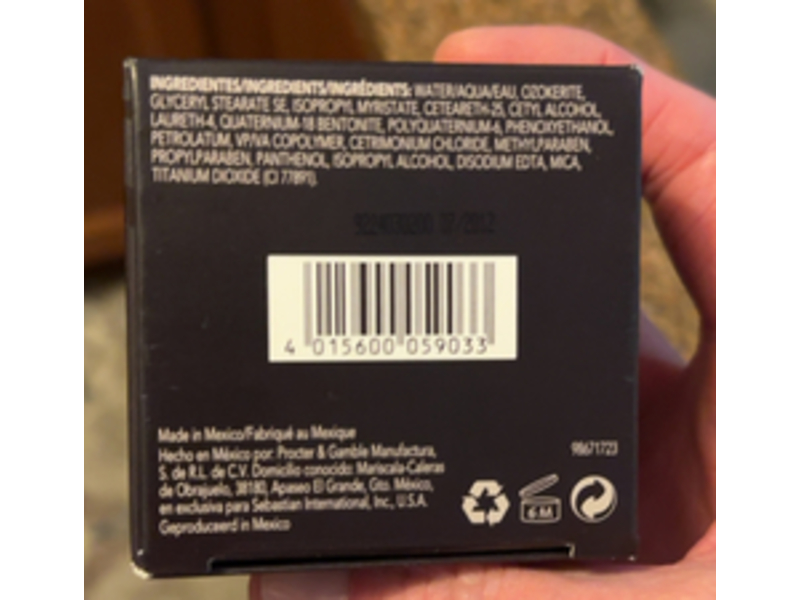 INGREDIENTES/INGREDIENTS/INGRÉDIENTS: WATER/AQUA/EAU, OZOKERITE,
GLYCERYL STEARATE SE, ISOPROPYL MYRISTATE, CETEARETH-25, CETYL ALCOHOL,
LAURETH-4, QUATERNIUM-18 BENTONITE, POLYQUATERNIUM-6, PHENOXYETHANOL,
PETROLATUM, VP/VA COPOLYMER, CETRIMONIUM CHLORIDE, METHYLPARABEN,
PROPYLPARABEN, PANTHENOL, ISOPROPYL ALCOHOL, DISODIUM EDTA, MICA,
TITANIUM DIOXIDE (CI 77891).
07/2012
4 015600 059033
Made in Mexico/Fabriqué au Mexique
Hecho en México por: Procter & Gamble Manufactura,
S. de R.L. de C.V. Domicilio conocido: Mariscala-Caleras
de Obrajuelo, 38180, Apaseo El Grande, Gto. México,
en exclusiva para Sebastian International, Inc., U.S.A.
Geproduceerd in Mexico
98671723
6 M